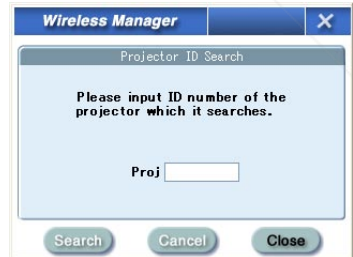 Wireless Manager
Projector ID Search
Please input ID number of the
projector which it searches.
Proj
Search Cancel Close